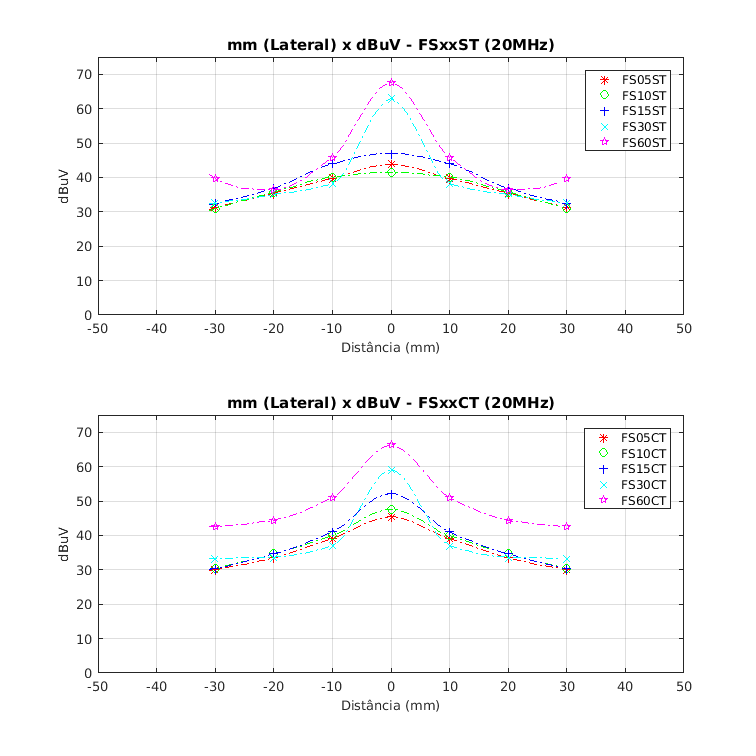 mm (Lateral) x dBuV - FSxxST (20MHz)
70
60
50
40
30
20
10
0
dBuV
FS05ST
FS10ST
FS15ST
FS30ST
FS60ST
-50 -40 -30 -20 -10 0 10 20 30 40 50
Distância (mm)
mm (Lateral) x dBuV - FSxxCT (20MHz)
70
60
50
40
30
20
10
0
dBuV
FS05CT
FS10CT
FS15CT
FS30CT
FS60CT
-50 -40 -30 -20 -10 0 10 20 30 40 50
Distância (mm)